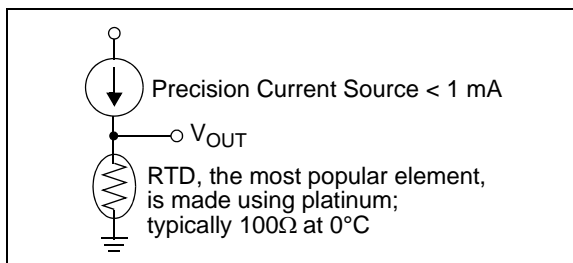 Precision Current Source < 1 mA
VOUT
RTD, the most popular element,
is made using platinum;
typically 100Ω at 0°C